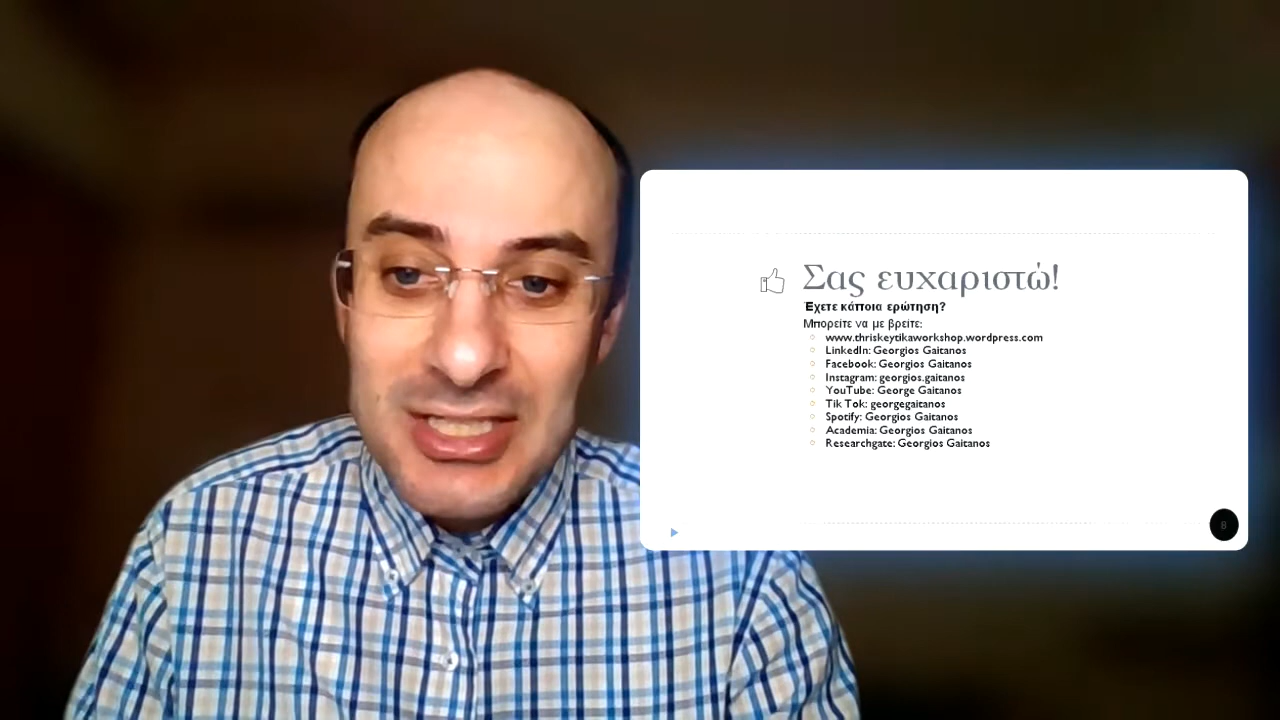 Σας ευχαριστώ!
Έχετε κάποια ερώτηση?
Μπορείτε να με βρείτε:
www.thriskeytikaworkshop.wordpress.com
LinkedIn: Georgios Gaitanos
Facebook: Georgios Gaitanos
Instagram: georgios.gaitanos
YouTube: George Gaitanos
Tik Tok: georgegaitanos
Spotify: Georgios Gaitanos
Academia: Georgios Gaitanos
Researchgate: Georgios Gaitanos
8